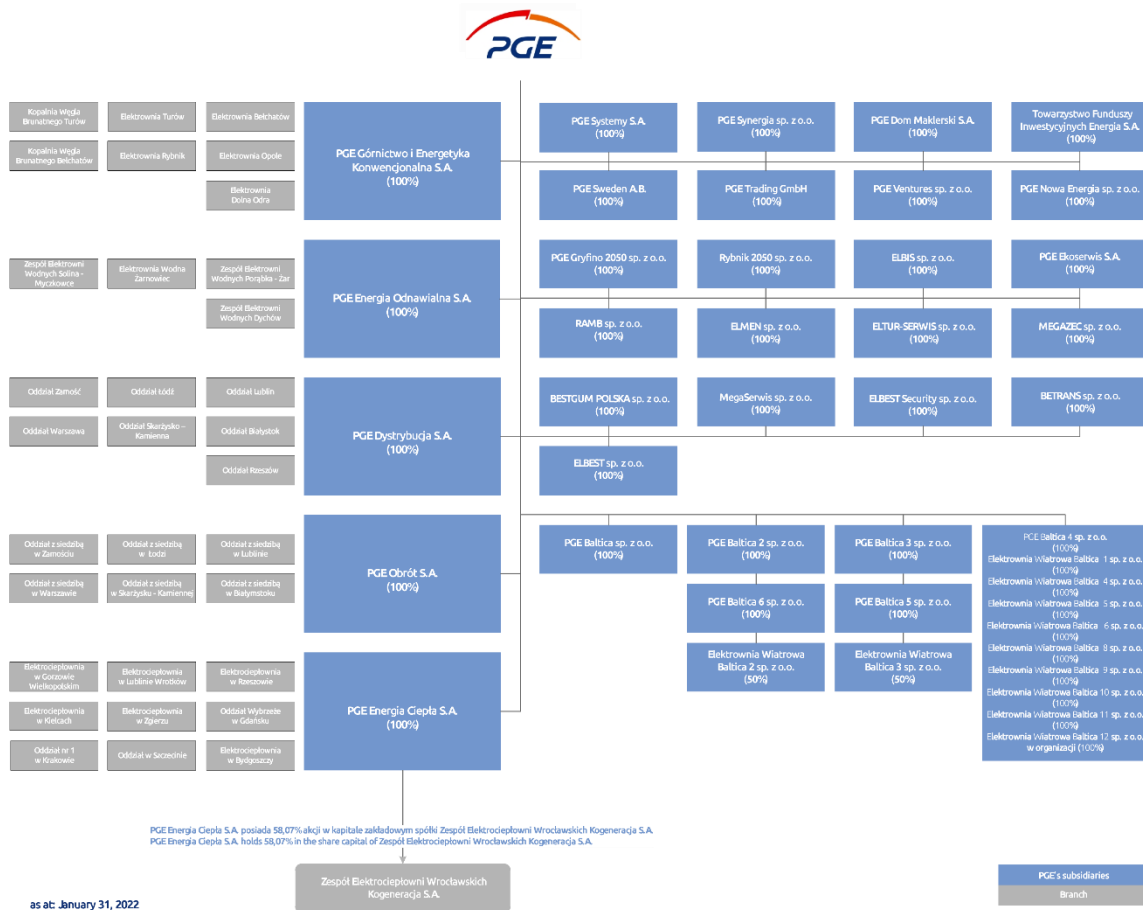 PGE
Kopalnia Węgla
Brunatnego Turów
Elektrownia Turów
Elektrownia Bełchatów
Kopalnia Węgla
Brunatnego Bełchatów
Elektrownia Rybnik
Elektrownia Opole
Elektrownia
Dolna Odra
PGE Górnictwo i Energetyka
Konwencjonalna S.A.
(100%)
PGE Systemy S.A.
(100%)
PGE Synergia sp. z o.o.
(100%)
PGE Dom Maklerski S.A.
(100%)
Towarzystwo Funduszy
Inwestycyjnych Energia S.A.
(100%)
PGE Sweden A.B.
(100%)
PGE Trading GmbH
(100%)
PGE Ventures sp. z o.o.
(100%)
PGE Nowa Energia sp. z o.o.
(100%)
Zespół Elektrowni
Wodnych Solina -
Myczkowce
Elektrownia Wodna
Żarnowiec
Zespół Elektrowni
Wodnych Porąbka - Żar
Zespół Elektrowni
Wodnych Dychów
PGE Energia Odnawialna S.A.
(100%)
PGE Gryfino 2050 sp. z o.o.
(100%)
Rybnik 2050 sp. z o.o.
(100%)
ELBIS sp. z o.o.
(100%)
PGE Ekoserwis S.A.
(100%)
RAMB sp. z o.o.
(100%)
ELMEN sp. z o.o.
(100%)
ELTUR-SERWIS sp. z o.o.
(100%)
MEGAZEC sp. z o.o.
(100%)
Oddział Zamość
Oddział Łódź
Oddział Lublin
Oddział Warszawa
Oddział Skarżysko –
Kamienna
Oddział Białystok
Oddział Rzeszów
PGE Dystrybucja S.A.
(100%)
BESTGUM POLSKA sp. z o.o.
(100%)
MegaSerwis sp. z o.o.
(100%)
ELBEST Security sp. z o.o.
(100%)
BETRANS sp. z o.o.
(100%)
ELBEST sp. z o.o.
(100%)
Oddział z siedzibą
w Zamościu
Oddział z siedzibą
w Łodzi
Oddział z siedzibą
w Lublinie
Oddział z siedzibą
w Warszawie
Oddział z siedzibą
w Skarżysku - Kamiennej
Oddział z siedzibą
w Białymstoku
PGE Obrót S.A.
(100%)
PGE Baltica sp. z o.o.
(100%)
PGE Baltica 2 sp. z o.o.
(100%)
PGE Baltica 3 sp. z o.o.
(100%)
PGE Baltica 6 sp. z o.o.
(100%)
PGE Baltica 5 sp. z o.o.
(100%)
Elektrownia Wiatrowa
Baltica 2 sp. z o.o.
(50%)
Elektrownia Wiatrowa
Baltica 3 sp. z o.o.
(50%)
PGE Baltica 4 sp. z o.o.
(100%)
Elektrownia Wiatrowa Baltica 1 sp. z o.o.
(100%)
Elektrownia Wiatrowa Baltica 4 sp. z o.o.
(100%)
Elektrownia Wiatrowa Baltica 5 sp. z o.o.
(100%)
Elektrownia Wiatrowa Baltica 6 sp. z o.o.
(100%)
Elektrownia Wiatrowa Baltica 8 sp. z o.o.
(100%)
Elektrownia Wiatrowa Baltica 9 sp. z o.o.
(100%)
Elektrownia Wiatrowa Baltica 10 sp. z o.o.
(100%)
Elektrownia Wiatrowa Baltica 11 sp. z o.o.
(100%)
Elektrownia Wiatrowa Baltica 12 sp. z o.o.
w organizacji (100%)
Elektrociepłownia
w Gorzowie
Wielkopolskim
Elektrociepłownia
w Lublinie Wrotków
Elektrociepłownia
w Rzeszowie
Elektrociepłownia
w Kielcach
Elektrociepłownia
w Zgierzu
Oddział Wybrzeże
w Gdańsku
Oddział nr 1
w Krakowie
Oddział w Szczecinie
Elektrociepłownia
w Bydgoszczy
PGE Energia Ciepła S.A.
(100%)
PGE Energia Ciepła S.A. posiada 58,07% akcji w kapitale zakładowym spółki Zespół Elektrociepłowni Wrocławskich Kogeneracja S.A.
PGE Energia Ciepła S.A. holds 58,07% in the share capital of Zespół Elektrociepłowni Wrocławskich Kogeneracja S.A.
Zespół Elektrociepłowni Wrocławskich
Kogeneracja S.A.
PGE's subsidiaries
Branch
as at: January 31, 2022